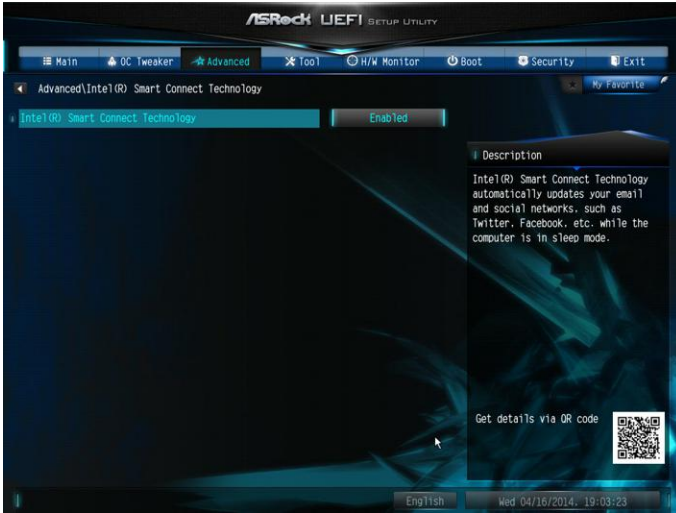 ASRock UEFI SETUP UTILITY
Main OC Tweaker Advanced Tool H/W Monitor Boot Security Exit
Advanced\Intel(R) Smart Connect Technology
My Favorite
Intel(R) Smart Connect Technology Enabled
Description
Intel(R) Smart Connect Technology
automatically updates your email
and social networks, such as
Twitter, Facebook, etc. while the
computer is in sleep mode.
Get details via QR code
English Wed 04/16/2014, 19:03:23